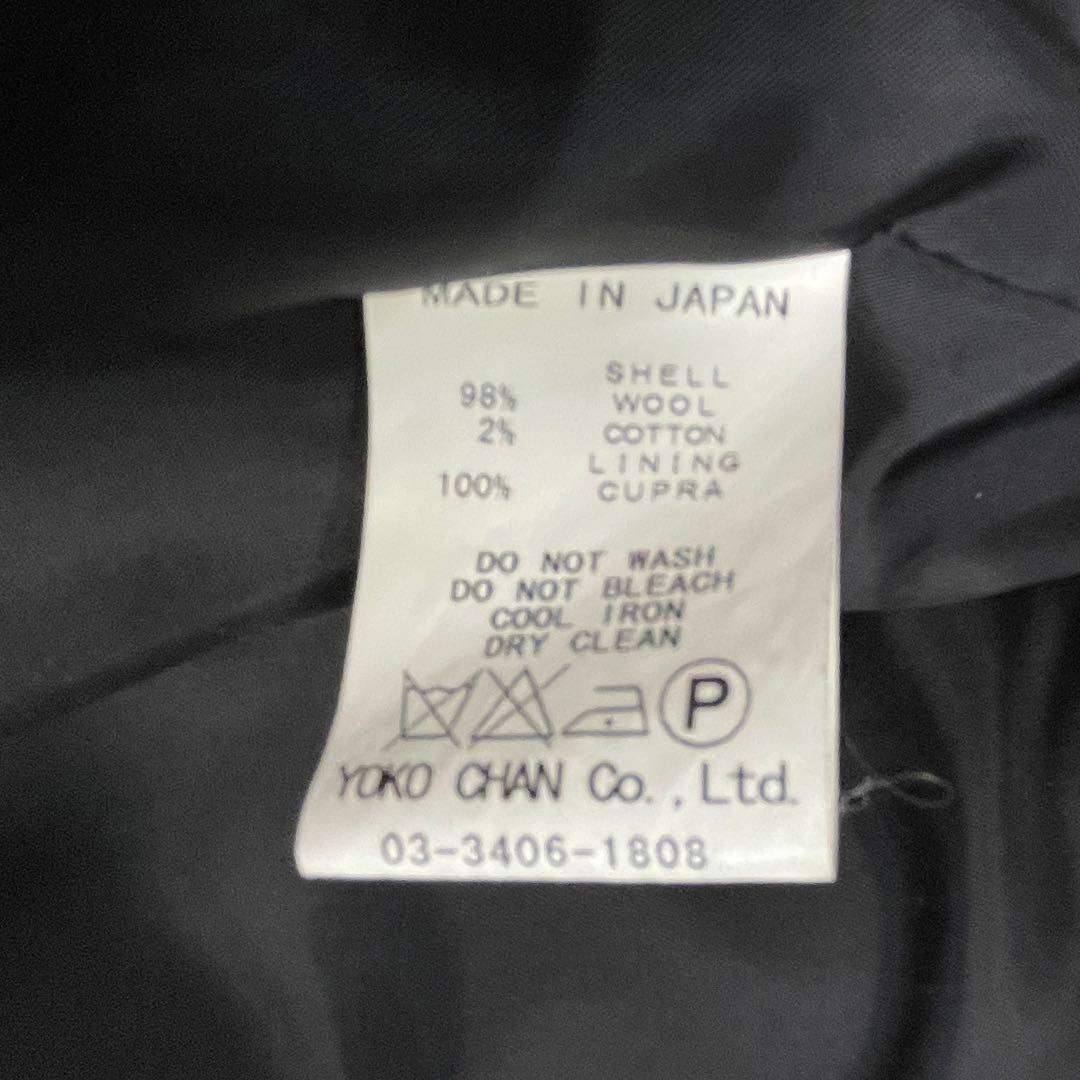 MADE IN JAPAN
SHELL
98% WOOL
2% COTTON
LINING
100% CUPRA
DO NOT WASH
DO NOT BLEACH
COOL IRON
DRY CLEAN
P
YOKO CHAN Co., Ltd.
03-3406-1808